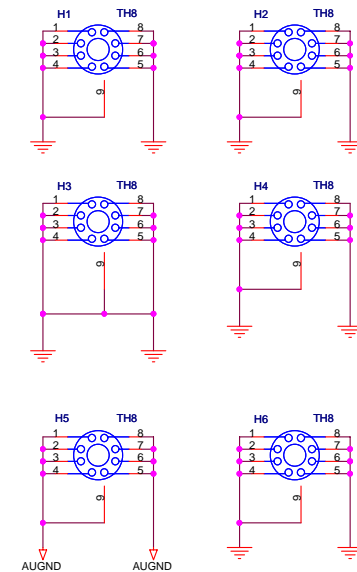 H1 TH8 H2 TH8
1 8 1 8
2 7 2 7
3 6 3 6
4 5 4 5
9 9
H3 TH8 H4 TH8
1 8 1 8
2 7 2 7
3 6 3 6
4 5 4 5
9 9
H5 TH8 H6 TH8
1 8 1 8
2 7 2 7
3 6 3 6
4 5 4 5
9 9
AUGND AUGND